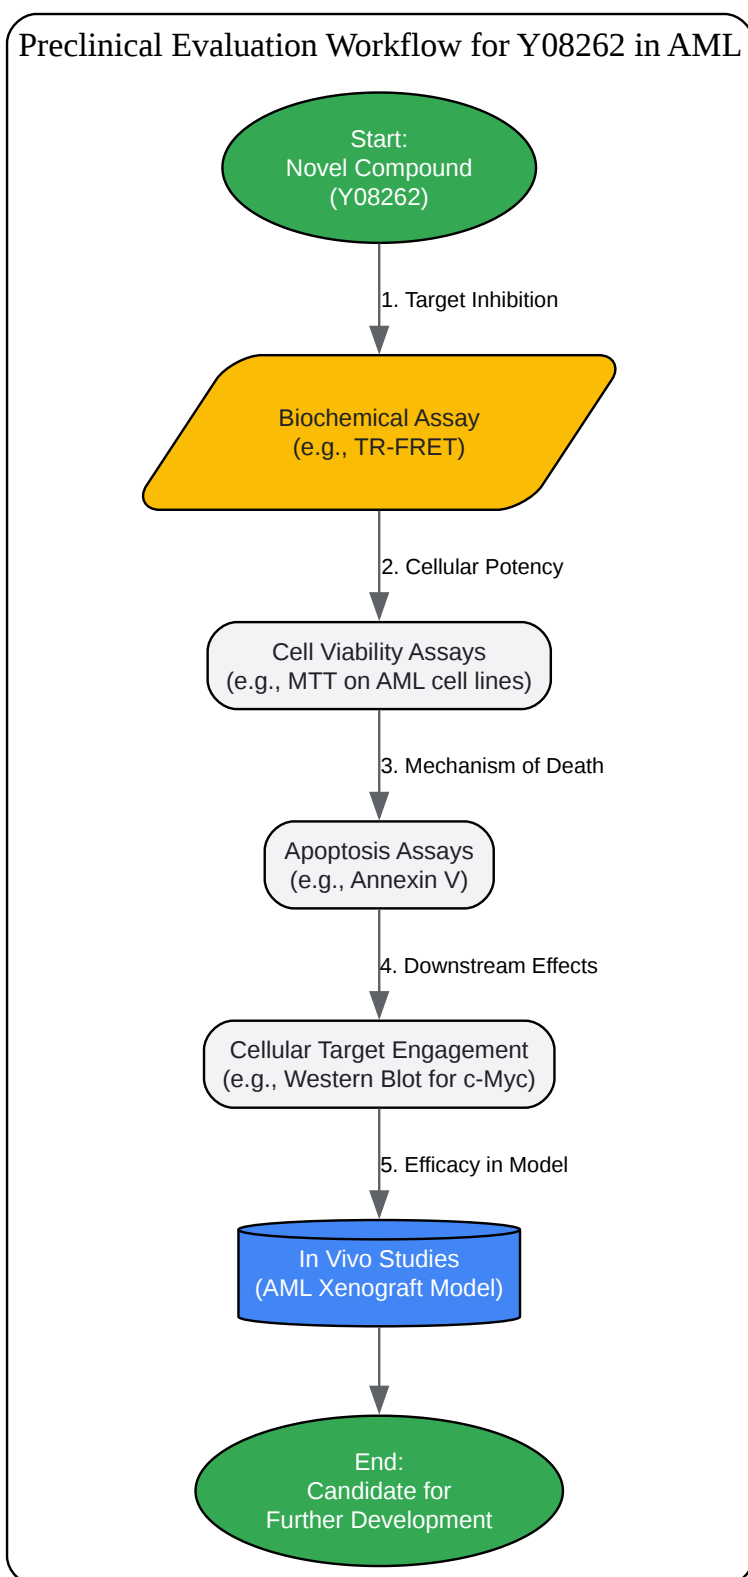 Preclinical Evaluation Workflow for Y08262 in AML
Start:
Novel Compound
(Y08262)
1. Target Inhibition
Biochemical Assay
(e.g., TR-FRET)
2. Cellular Potency
Cell Viability Assays
(e.g., MTT on AML cell lines)
3. Mechanism of Death
Apoptosis Assays
(e.g., Annexin V)
4. Downstream Effects
Cellular Target Engagement
(e.g., Western Blot for c-Myc)
5. Efficacy in Model
In Vivo Studies
(AML Xenograft Model)
End:
Candidate for
Further Development